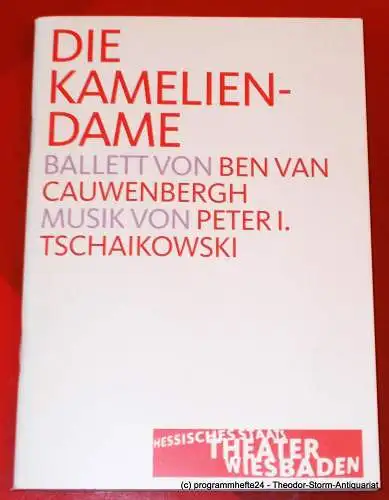 DIE
KAMELIEN-
DAME
BALLETT VON BEN VAN
CAUWENBERGH
MUSIK VON PETER I.
TSCHAIKOWSKI
HESSISCHES STAATS
THEATER
WIESBADEN
(c) programmhefte24 - Theodor-Storm-Antiquariat